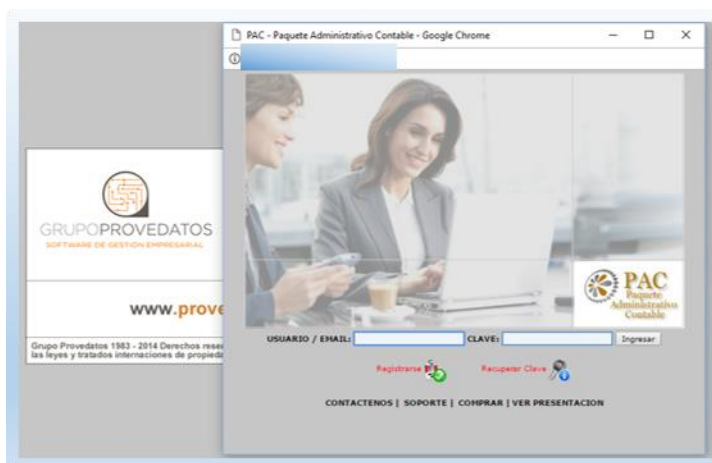 PAC - Paquete Administrativo Contable - Google Chrome
GRUPOPROVEDATOS
SOFTWARE DE GESTIÓN EMPRESARIAL
www.prove
Grupo Provedatos 1983 - 2014 Derechos rese
las leyes y tratados internaciones de propieda
PAC
Paquete
Administrativo
Contable
USUARIO / EMAIL:
CLAVE:
Ingresar
Registrarse
Recuperar Clave
CONTACTENOS | SOPORTE | COMPRAR | VER PRESENTACION